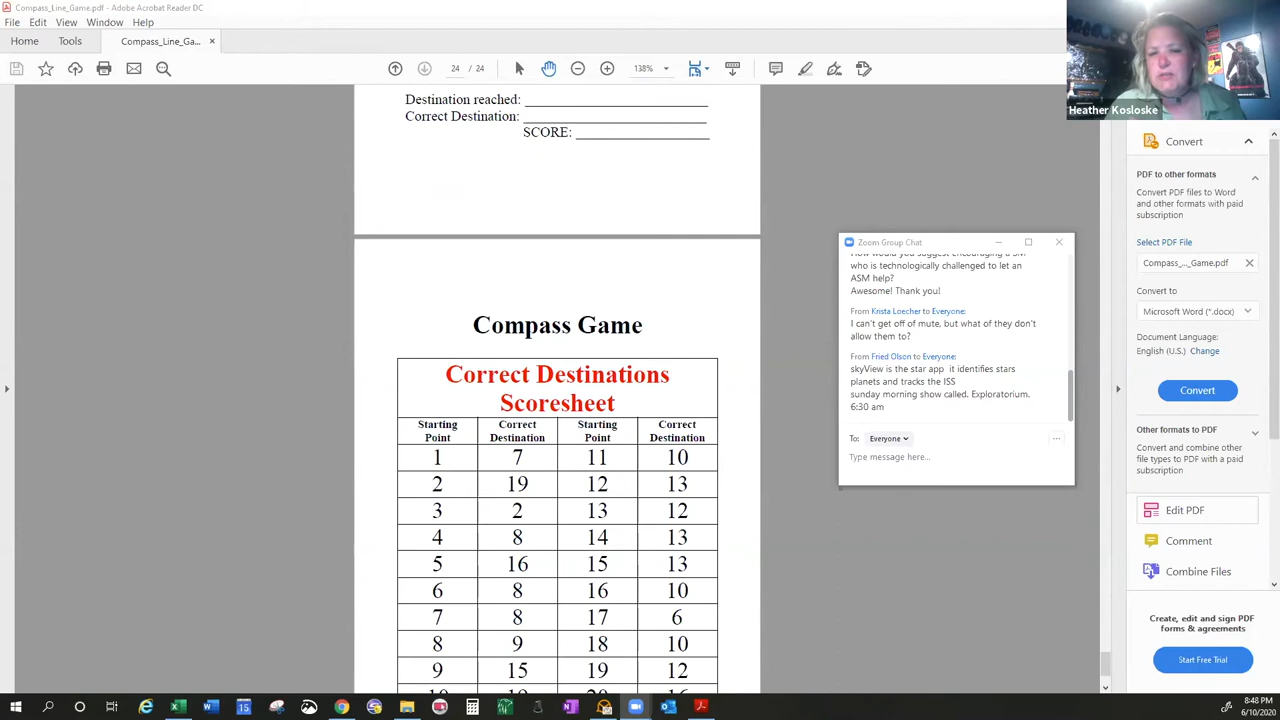 Compass_Line_Game.pdf - Adobe Acrobat Reader DC
File Edit View Window Help
Home Tools Compass_Line_Ga... ×
24 / 24 138%
Destination reached:
Correct Destination:
SCORE:
Compass Game
Correct Destinations
Scoresheet
Starting Point Correct Destination Starting Point Correct Destination
1 7 11 10
2 19 12 13
3 2 13 12
4 8 14 13
5 16 15 13
6 8 16 10
7 8 17 6
8 9 18 10
9 15 19 12
Zoom Group Chat
How would you suggest encouraging a SM
who is technologically challenged to let an
ASM help?
Awesome! Thank you!
From Krista Loecher to Everyone:
I can't get off of mute, but what of they don't
allow them to?
From Fried Olson to Everyone:
skyView is the star app it identifies stars
planets and tracks the ISS
sunday morning show called. Exploratorium.
6:30 am
To: Everyone
Type message here...
Heather Kosloske
Convert
PDF to other formats
Convert PDF files to Word
and other formats with paid
subscription
Select PDF File
Compass_..._Game.pdf
Convert to
Microsoft Word (*.docx)
Document Language:
English (U.S.) Change
Convert
Other formats to PDF
Convert and combine other
file types to PDF with a paid
subscription
Edit PDF
Comment
Combine Files
Create, edit and sign PDF
forms & agreements
Start Free Trial
8:48 PM
6/10/2020